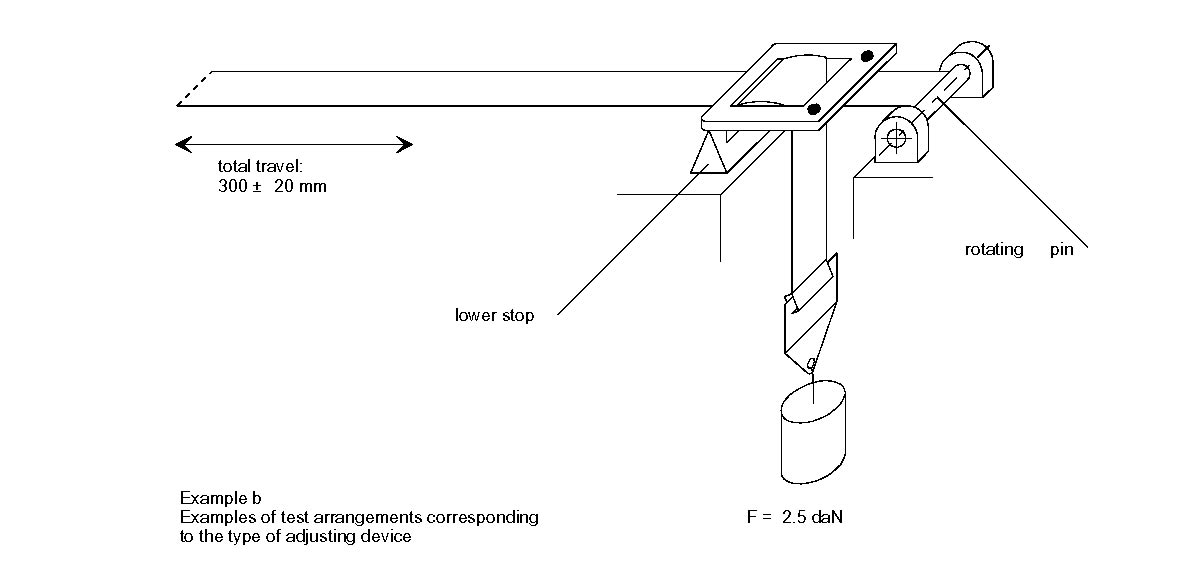 total travel:
300 ± 20 mm
rotating pin
lower stop
Example b
Examples of test arrangements corresponding
to the type of adjusting device
F = 2.5 daN